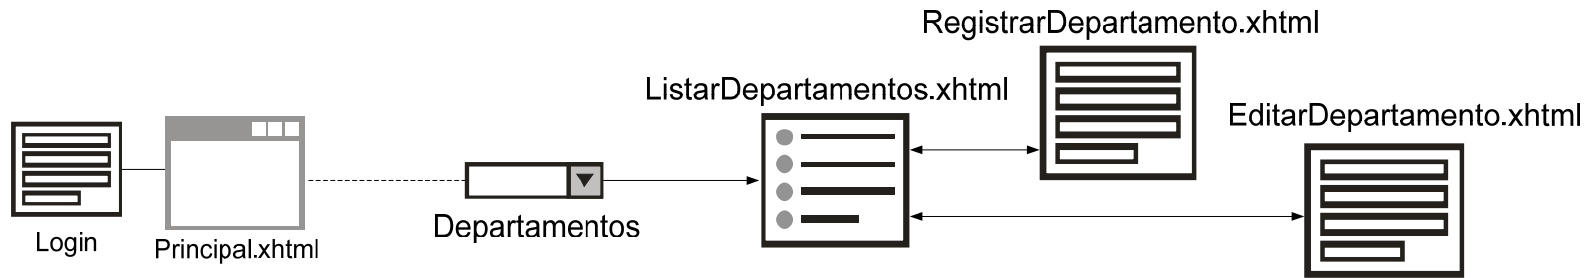 RegistrarDepartamento.xhtml
ListarDepartamentos.xhtml
EditarDepartamento.xhtml
Departamentos
Login
Principal.xhtml